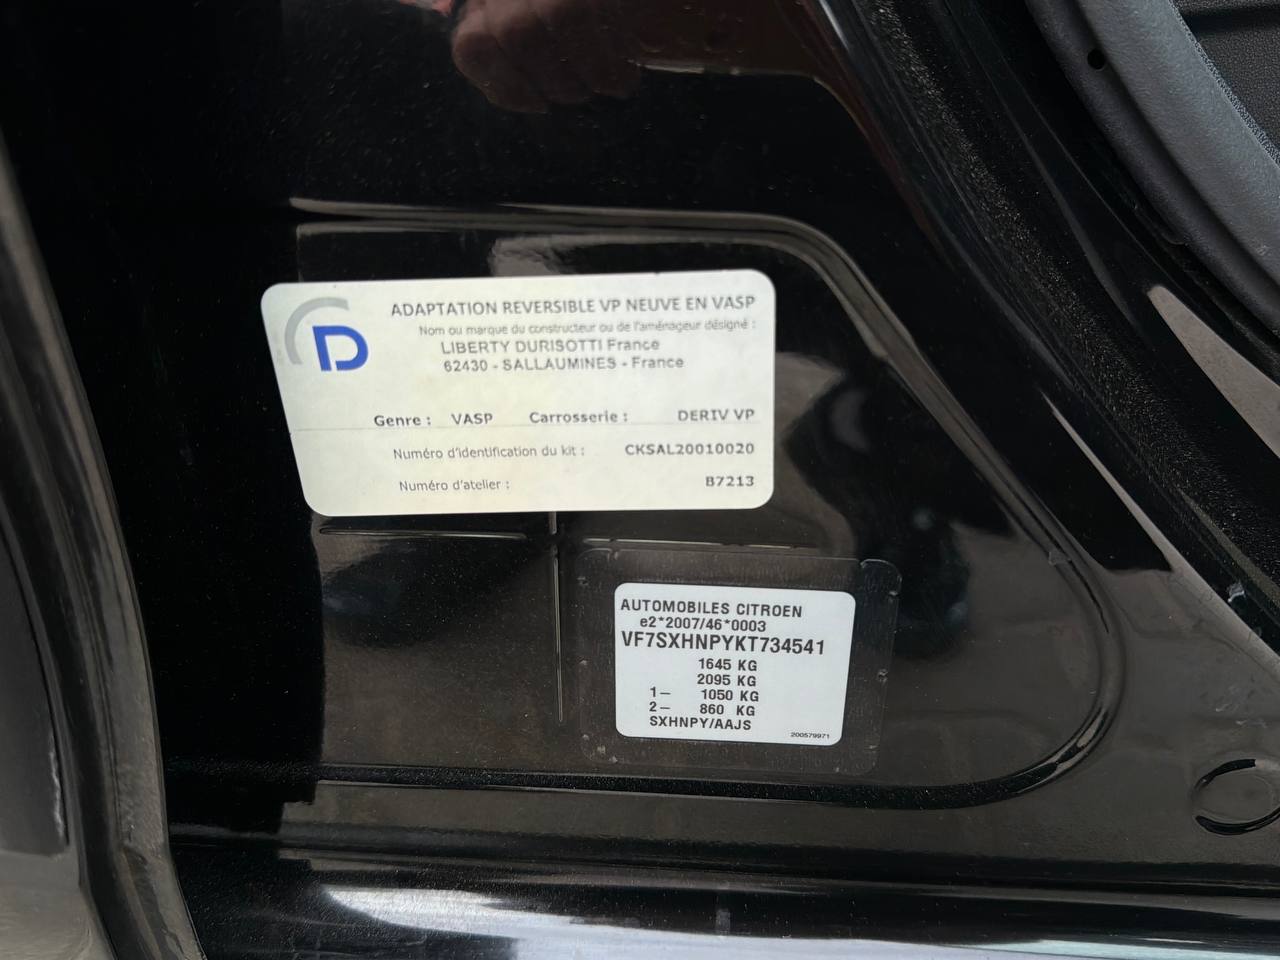 D
ADAPTATION REVERSIBLE VP NEUVE EN VASP
Nom ou marque du constructeur ou de l'aménageur désigné :
LIBERTY DURISOTTI France
62430 - SALLAUMINES - France
Genre : VASP Carrosserie : DERIV VP
Numéro d'identification du kit : CKSAL20010020
Numéro d'atelier : B7213
AUTOMOBILES CITROEN
e2*2007/46*0003
VF7SXHNPYKT734541
1645 KG
2095 KG
1- 1050 KG
2- 860 KG
SXHNPY/AAJS
200579971